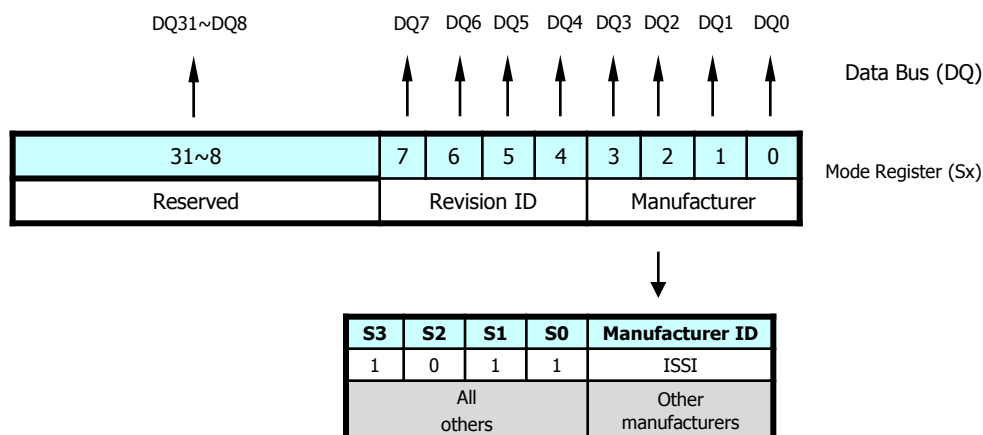 DQ31~DQ8 DQ7 DQ6 DQ5 DQ4 DQ3 DQ2 DQ1 DQ0
Data Bus (DQ)
31~8 7 6 5 4 3 2 1 0
Mode Register (Sx)
Reserved Revision ID Manufacturer
S3 S2 S1 S0 Manufacturer ID
1 0 1 1 ISSI
All Other
others manufacturers